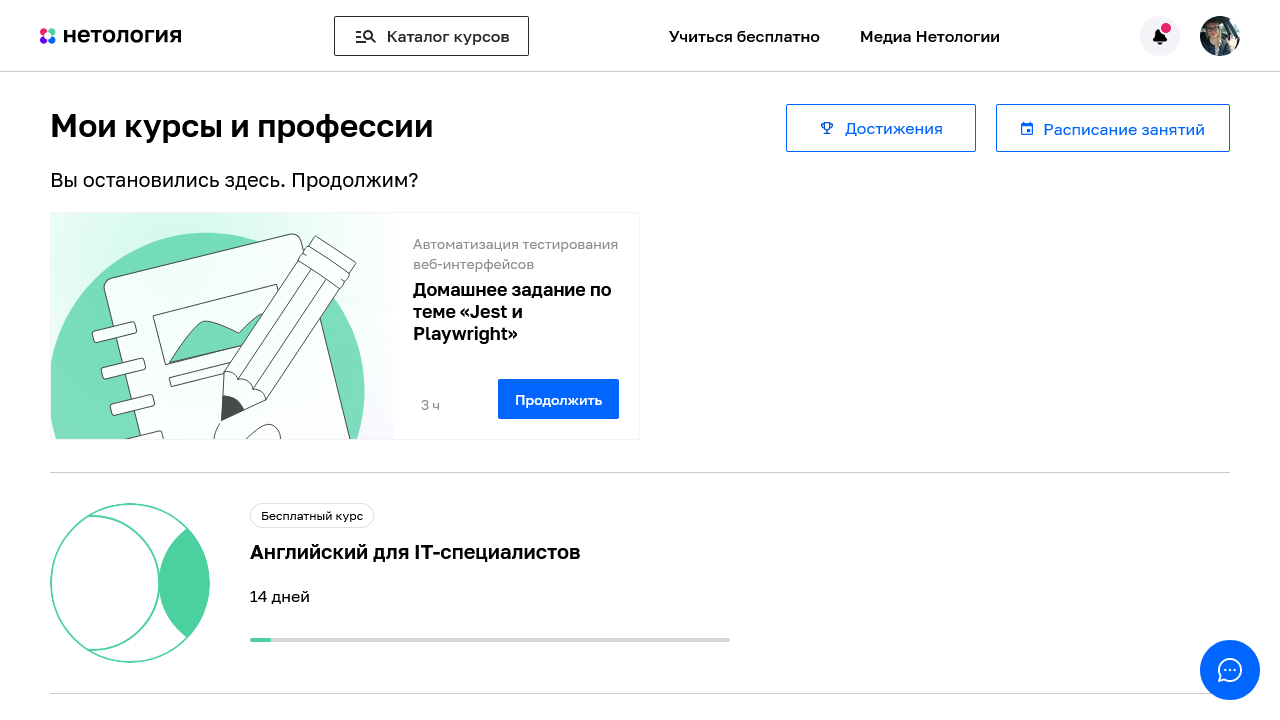 нетология
Каталог курсов
Учиться бесплатно
Медиа Нетологии
Мои курсы и профессии
Достижения
Расписание занятий
Вы остановились здесь. Продолжим?
Автоматизация тестирования
веб-интерфейсов
Домашнее задание по
теме «Jest и
Playwright»
3 ч
Продолжить
Бесплатный курс
Английский для IT-специалистов
14 дней